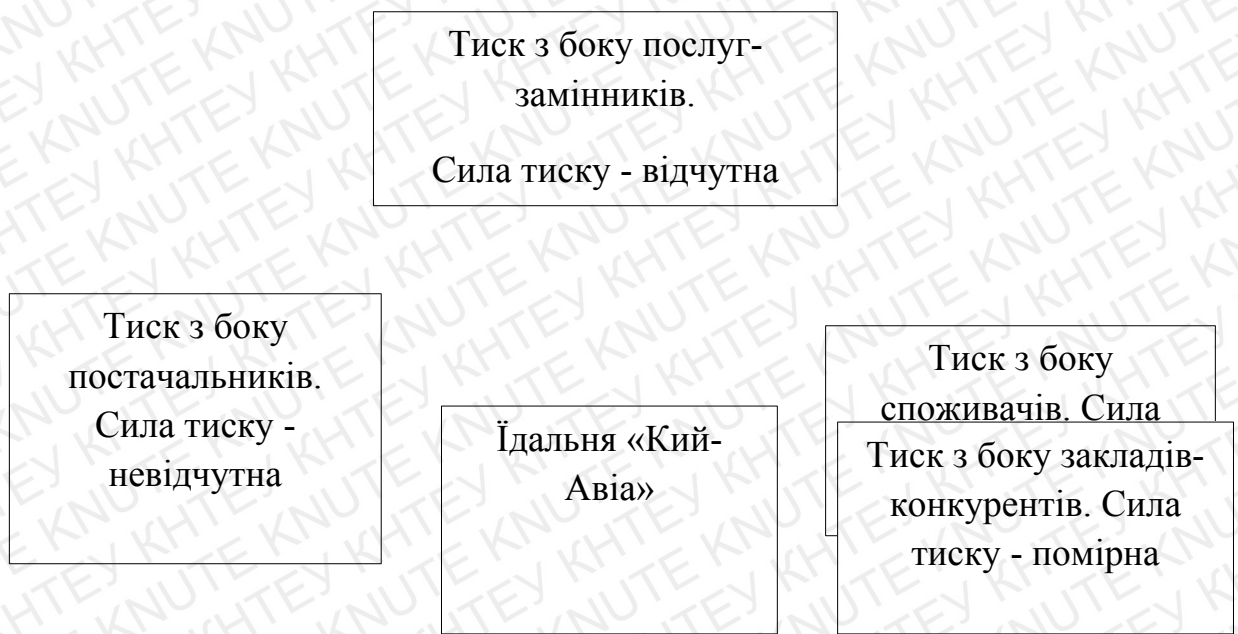 Тиск з боку послуг-
замінників.
Сила тиску - відчутна
Тиск з боку
постачальників.
Сила тиску -
невідчутна
Їдальня «Кий-
Авіа»
Тиск з боку
споживачів. Сила
Тиск з боку закладів-
конкурентів. Сила
тиску - помірна